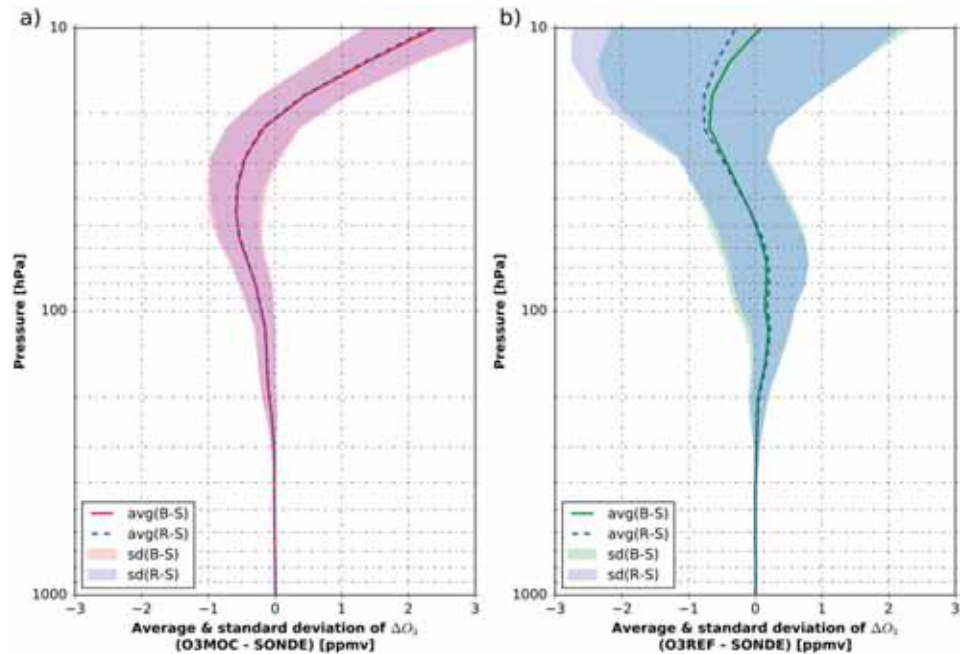 a)
10
100
1000
Pressure [hPa]
avg(B-S)
avg(R-S)
sd(B-S)
sd(R-S)
−3 −2 −1 0 1 2 3
Average & standard deviation of ΔO₃
(O3MOC - SONDE) [ppmv]
b)
10
100
1000
Pressure [hPa]
avg(B-S)
avg(R-S)
sd(B-S)
sd(R-S)
−3 −2 −1 0 1 2 3
Average & standard deviation of ΔO₃
(O3REF - SONDE) [ppmv]